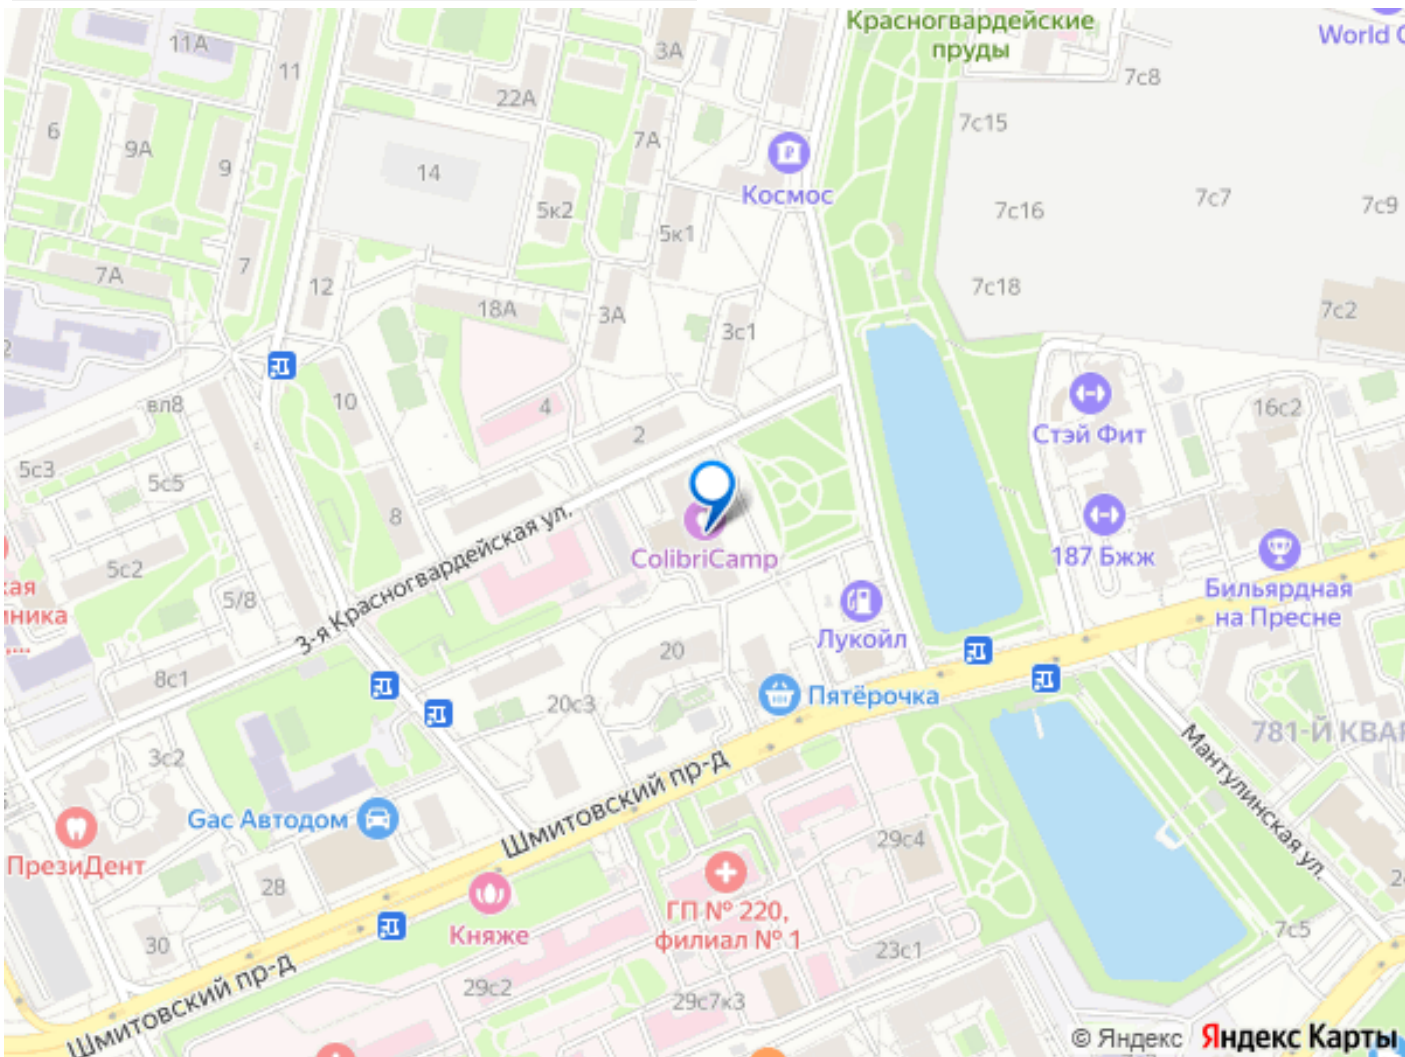 Красногвардейские
пруды
World
11А
3А
11
7с8
22А
7с15
6
9А
9
7А
14
Космос
5к2
7с16
7с7
7с9
5к1
7А
7
12
7с18
18А
3А
3с1
7с2
10
вл8
4
2
Стэй Фит
16с2
5с3
5с5
8
3-я Красногвардейская ул.
ColibriCamp
187 Бжж
5с2
5/8
Бильярдная
на Пресне
Лукойл
8с1
20
20с3
Пятёрочка
3с2
781-Й КВАР
Мантулинская ул.
Gac Автодом
Шмитовский пр-д
ПрезиДент
28
29с4
ГП № 220,
филиал № 1
Княже
30
23с1
7с5
29с2
29с7к3
Шмитовский пр-д
© Яндекс Яндекс Карты